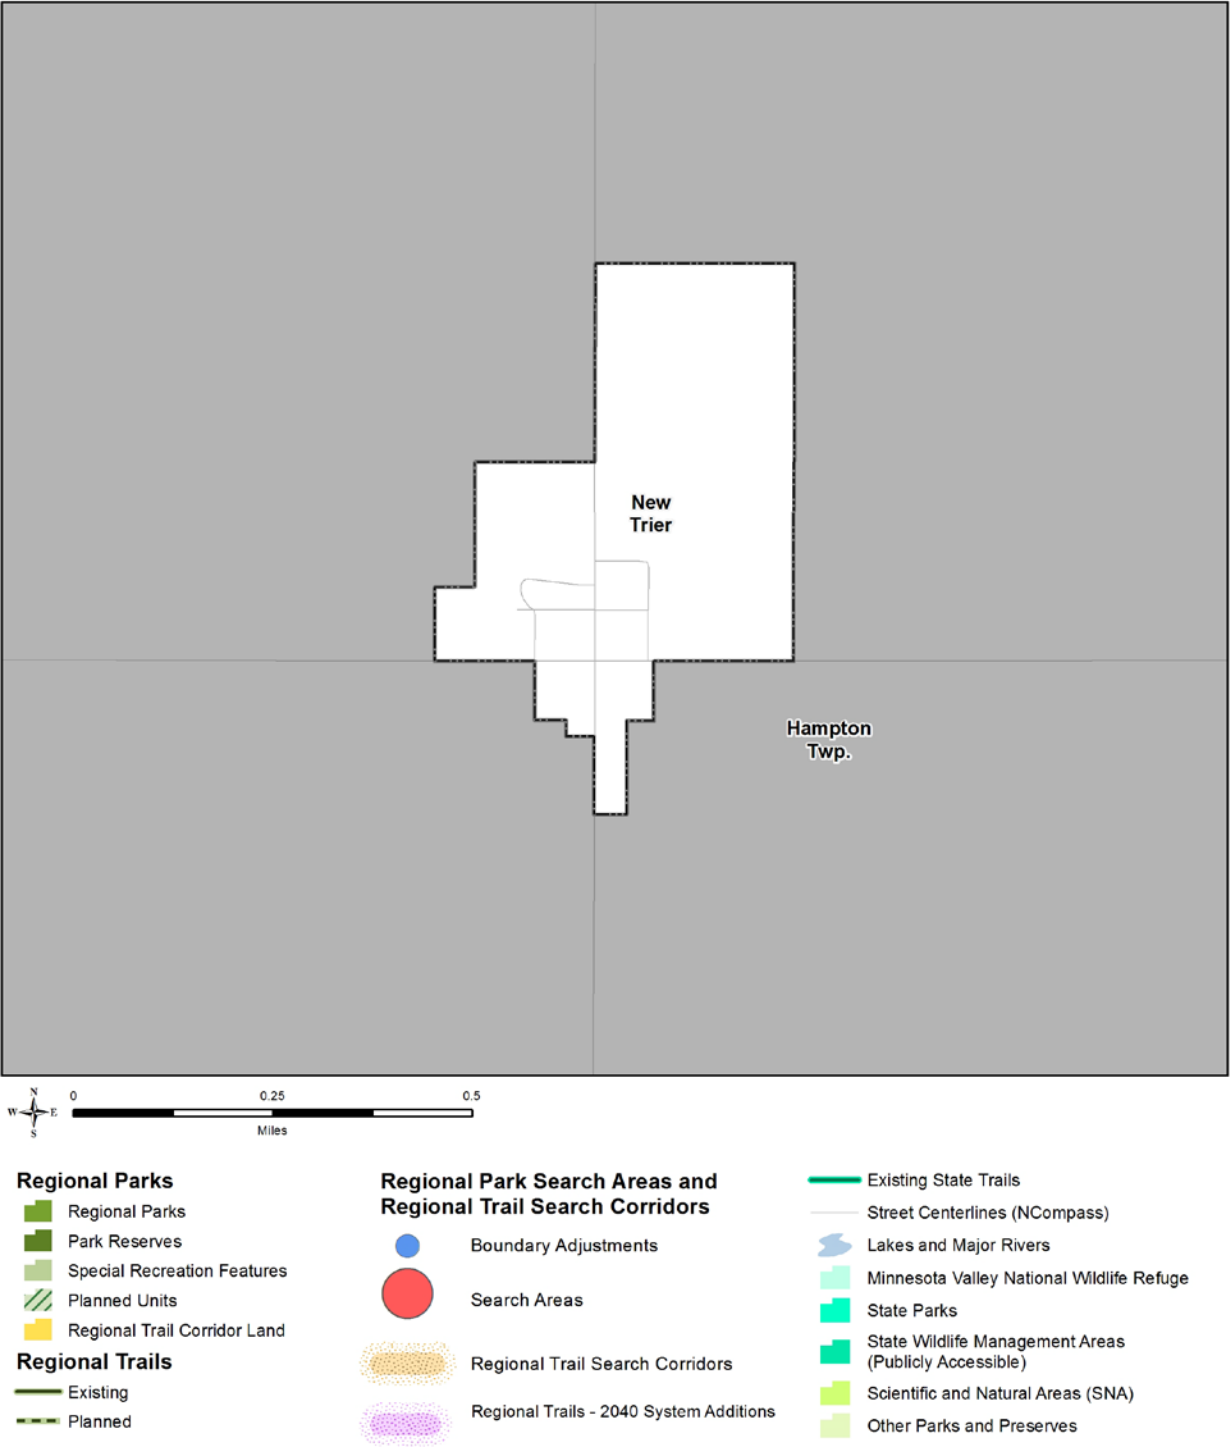 New
Trier
Hampton
Twp.
N
W E
S
0 0.25 0.5
Miles
Regional Parks
Regional Parks
Park Reserves
Special Recreation Features
Planned Units
Regional Trail Corridor Land
Regional Trails
Existing
Planned
Regional Park Search Areas and
Regional Trail Search Corridors
Boundary Adjustments
Search Areas
Regional Trail Search Corridors
Regional Trails - 2040 System Additions
Existing State Trails
Street Centerlines (NCompass)
Lakes and Major Rivers
Minnesota Valley National Wildlife Refuge
State Parks
State Wildlife Management Areas
(Publicly Accessible)
Scientific and Natural Areas (SNA)
Other Parks and Preserves